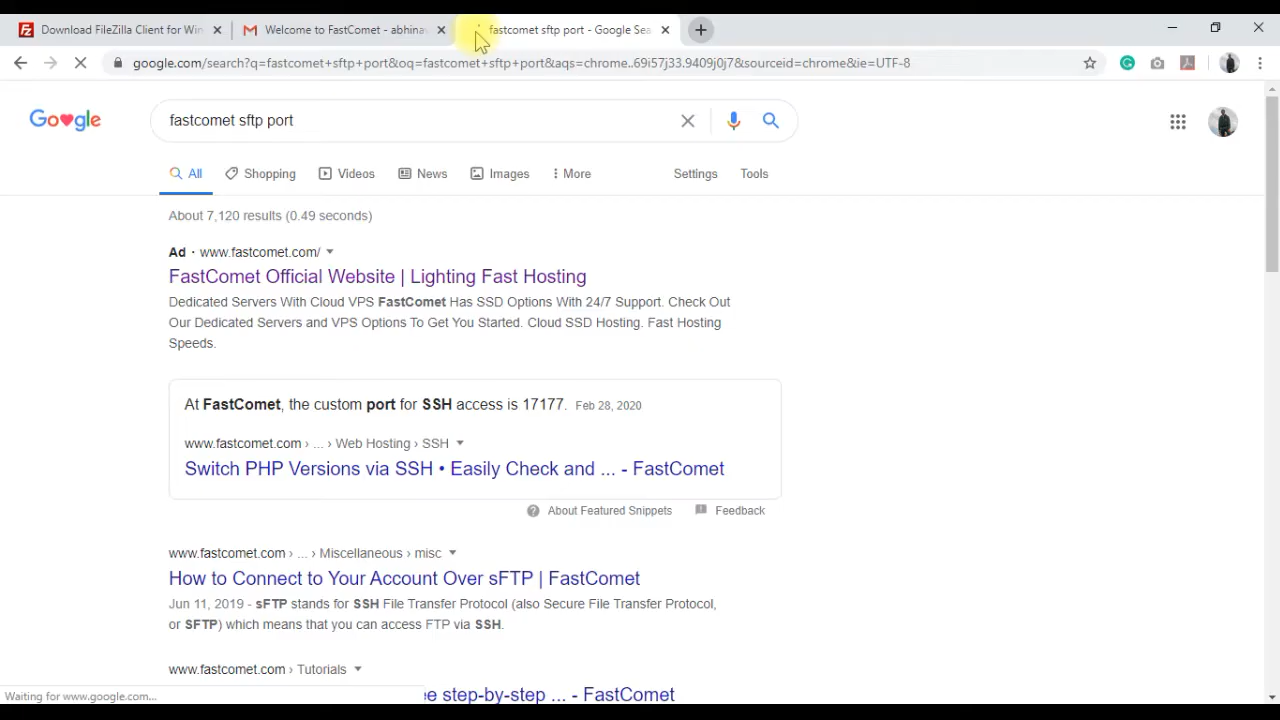 Download FileZilla Client for Win
Welcome to FastComet - abhina
fastcomet sftp port - Google Sea
google.com/search?q=fastcomet+sftp+port&oq=fastcomet+sftp+port&aqs=chrome..69i57j33.9409j0j7&sourceid=chrome&ie=UTF-8
Google
fastcomet sftp port
All Shopping Videos News Images More Settings Tools
About 7,120 results (0.49 seconds)
Ad · www.fastcomet.com/
FastComet Official Website | Lighting Fast Hosting
Dedicated Servers With Cloud VPS FastComet Has SSD Options With 24/7 Support. Check Out
Our Dedicated Servers and VPS Options To Get You Started. Cloud SSD Hosting. Fast Hosting
Speeds.
At FastComet, the custom port for SSH access is 17177. Feb 28, 2020
www.fastcomet.com › ... › Web Hosting › SSH
Switch PHP Versions via SSH • Easily Check and ... - FastComet
About Featured Snippets Feedback
www.fastcomet.com › ... › Miscellaneous › misc
How to Connect to Your Account Over sFTP | FastComet
Jun 11, 2019 - sFTP stands for SSH File Transfer Protocol (also Secure File Transfer Protocol,
or SFTP) which means that you can access FTP via SSH.
www.fastcomet.com › Tutorials
step-by-step ... - FastComet
Waiting for www.google.com...